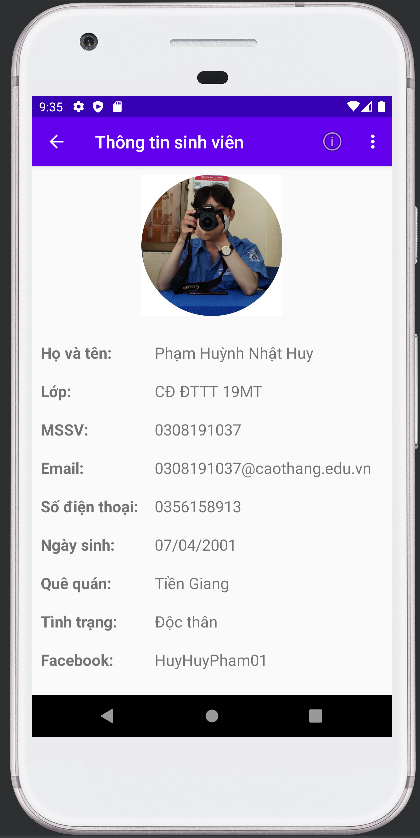 9:35
Thông tin sinh viên
Họ và tên: Phạm Huỳnh Nhật Huy
Lớp: CĐ ĐTTT 19MT
MSSV: 0308191037
Email: 0308191037@caothang.edu.vn
Số điện thoại: 0356158913
Ngày sinh: 07/04/2001
Quê quán: Tiền Giang
Tình trạng: Độc thân
Facebook: HuyHuyPham01